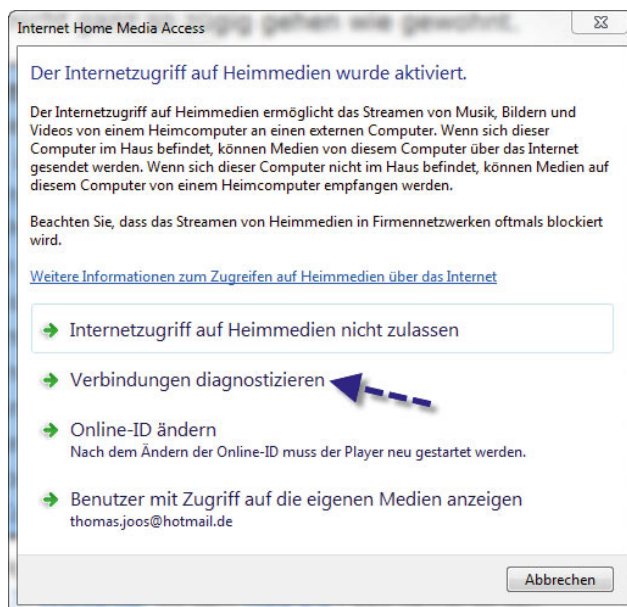 zügig gehen wie gewohnt.
Internet Home Media Access
Der Internetzugriff auf Heimmedien wurde aktiviert.
Der Internetzugriff auf Heimmedien ermöglicht das Streamen von Musik, Bildern und
Videos von einem Heimcomputer an einen externen Computer. Wenn sich dieser
Computer im Haus befindet, können Medien von diesem Computer über das Internet
gesendet werden. Wenn sich dieser Computer nicht im Haus befindet, können Medien auf
diesem Computer von einem Heimcomputer empfangen werden.
Beachten Sie, dass das Streamen von Heimmedien in Firmennetzwerken oftmals blockiert
wird.
Weitere Informationen zum Zugreifen auf Heimmedien über das Internet
Internetzugriff auf Heimmedien nicht zulassen
Verbindungen diagnostizieren
Online-ID ändern
Nach dem Ändern der Online-ID muss der Player neu gestartet werden.
Benutzer mit Zugriff auf die eigenen Medien anzeigen
thomas.joos@hotmail.de
Abbrechen